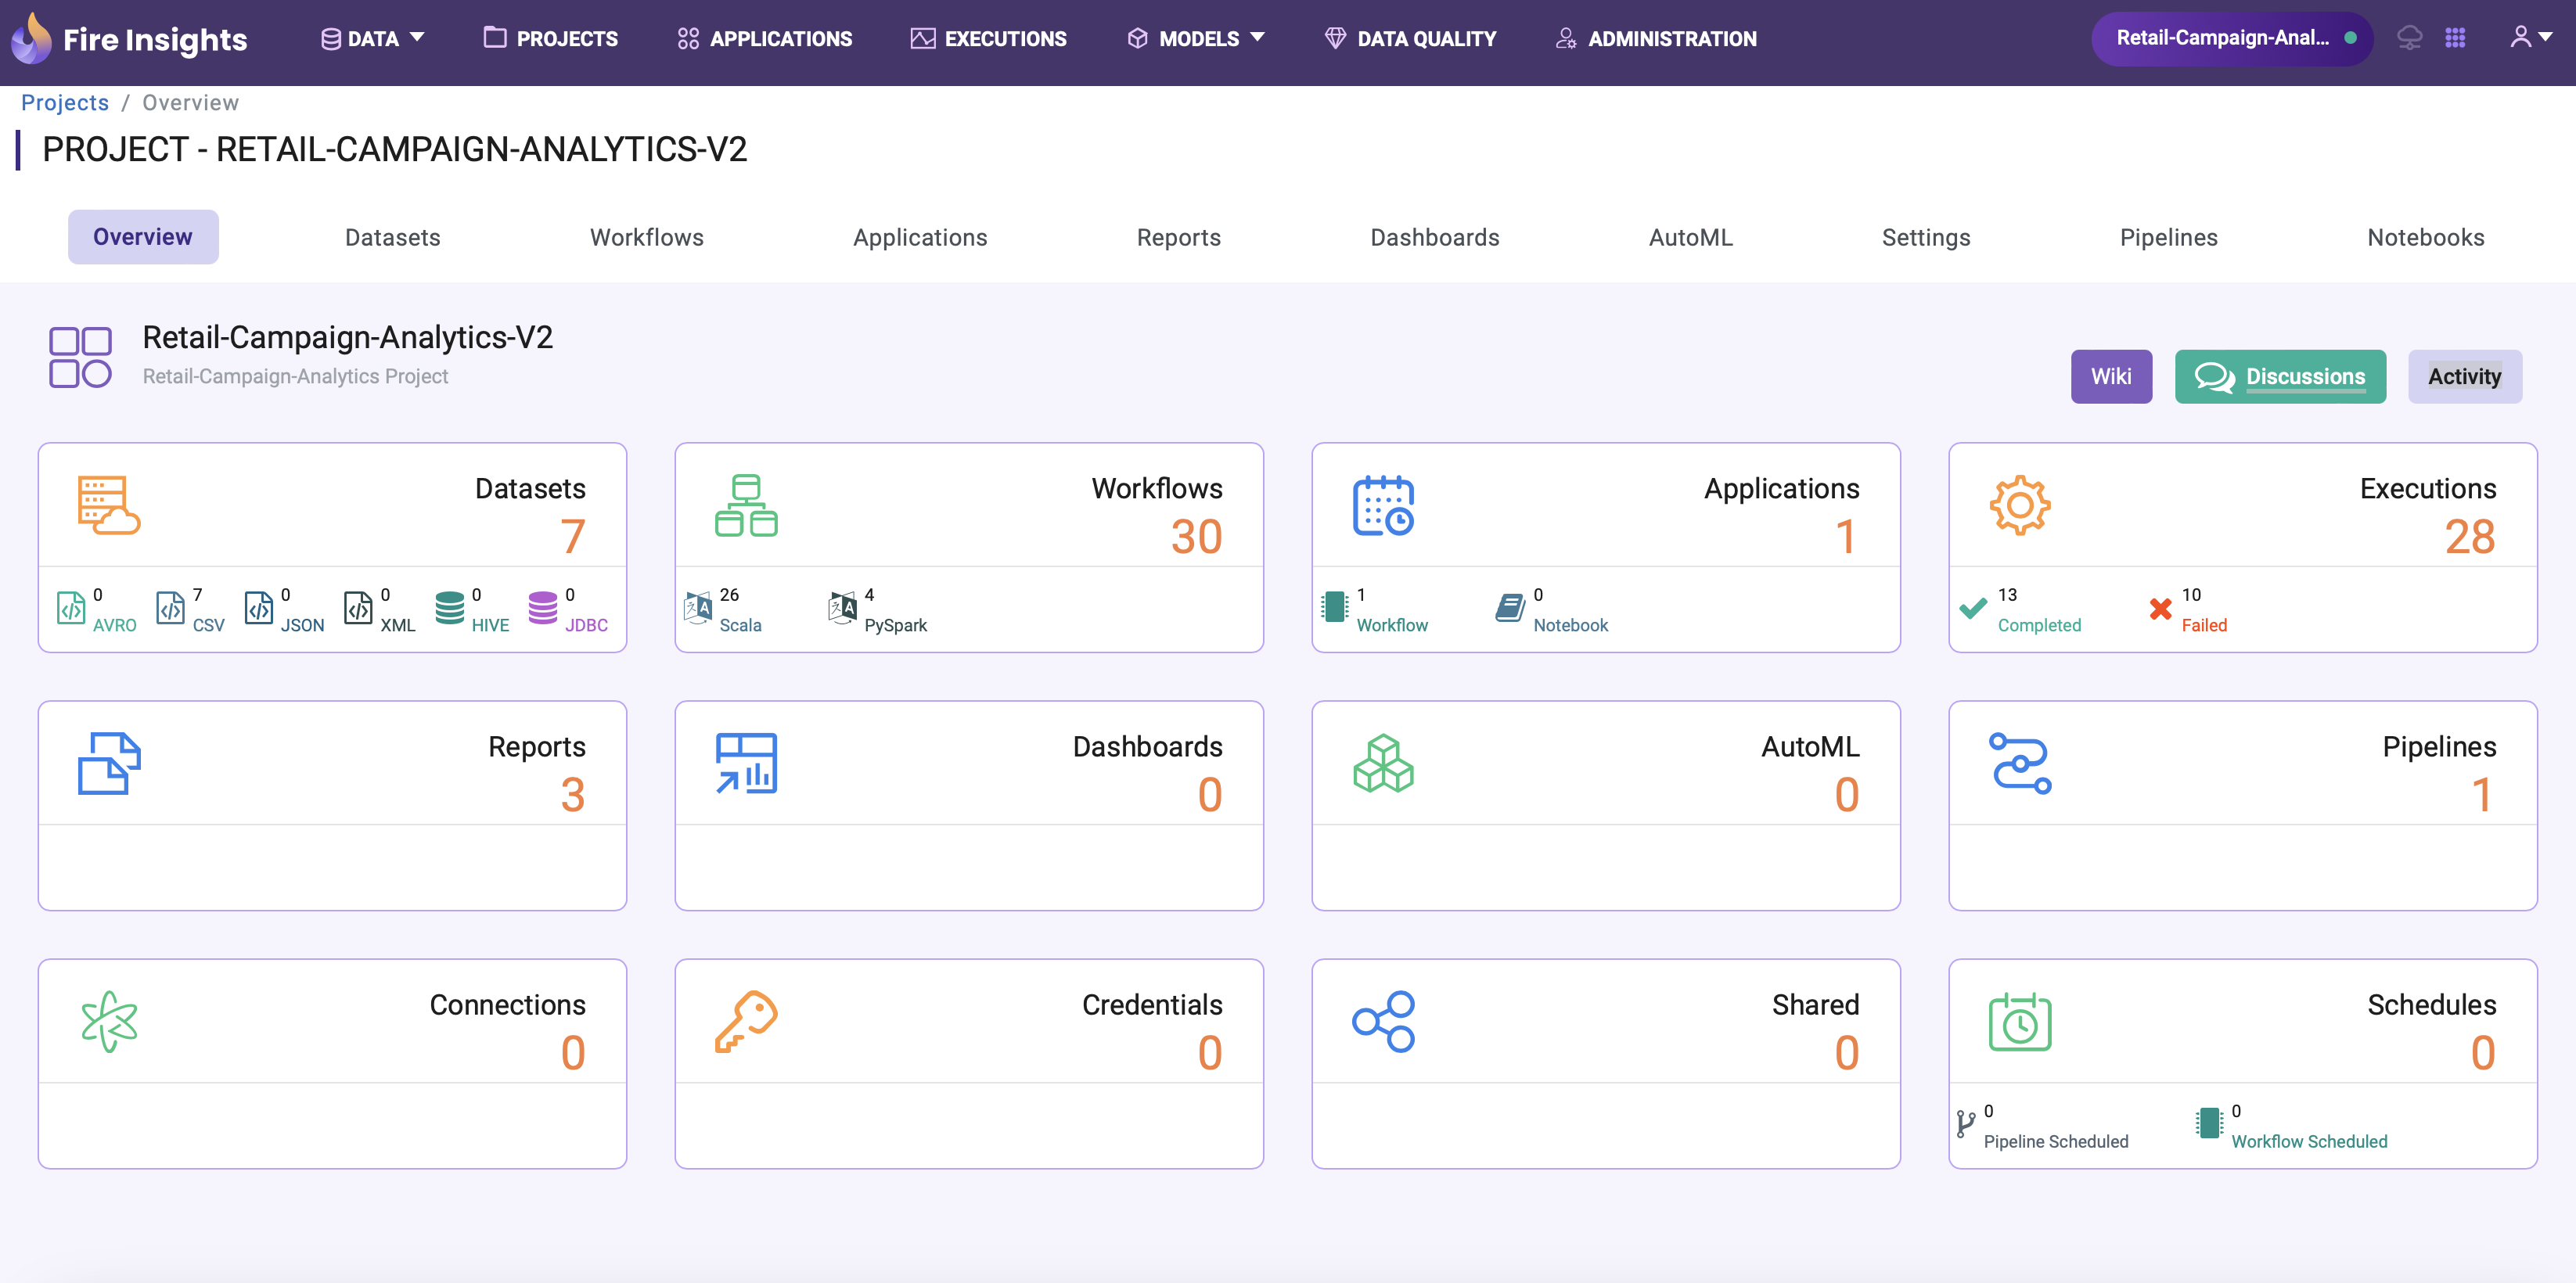 Fire Insights
DATA
PROJECTS
APPLICATIONS
EXECUTIONS
MODELS
DATA QUALITY
ADMINISTRATION
Retail-Campaign-Anal...
Projects / Overview
PROJECT - RETAIL-CAMPAIGN-ANALYTICS-V2
Overview
Datasets
Workflows
Applications
Reports
Dashboards
AutoML
Settings
Pipelines
Notebooks
Retail-Campaign-Analytics-V2
Retail-Campaign-Analytics Project
Wiki
Discussions
Activity
Datasets
7
0
AVRO
7
CSV
0
JSON
0
XML
0
HIVE
0
JDBC
Workflows
30
26
Scala
4
PySpark
Applications
1
1
Workflow
0
Notebook
Executions
28
13
Completed
10
Failed
Reports
3
Dashboards
0
AutoML
0
Pipelines
1
Connections
0
Credentials
0
Shared
0
Schedules
0
0
Pipeline Scheduled
0
Workflow Scheduled